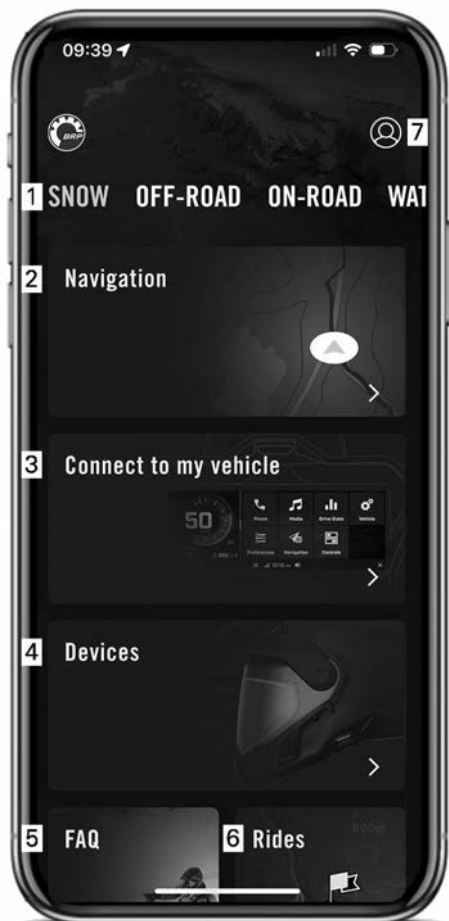 09:39
BRP
7
1 SNOW OFF-ROAD ON-ROAD WAT
2 Navigation
3 Connect to my vehicle
50
Phone Media Drive Stats Vehicle
Preferences Navigation Controls
4 Devices
5 FAQ
6 Rides